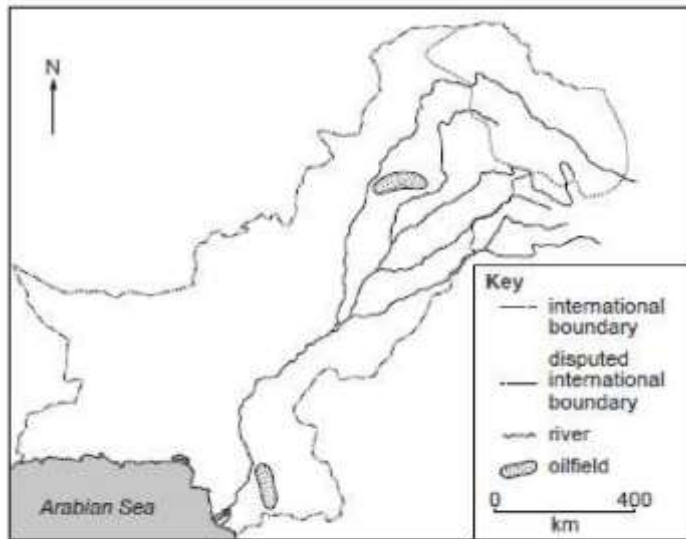 N
Key
international
boundary
disputed
international
boundary
river
oilfield
0 400
km
Arabian Sea